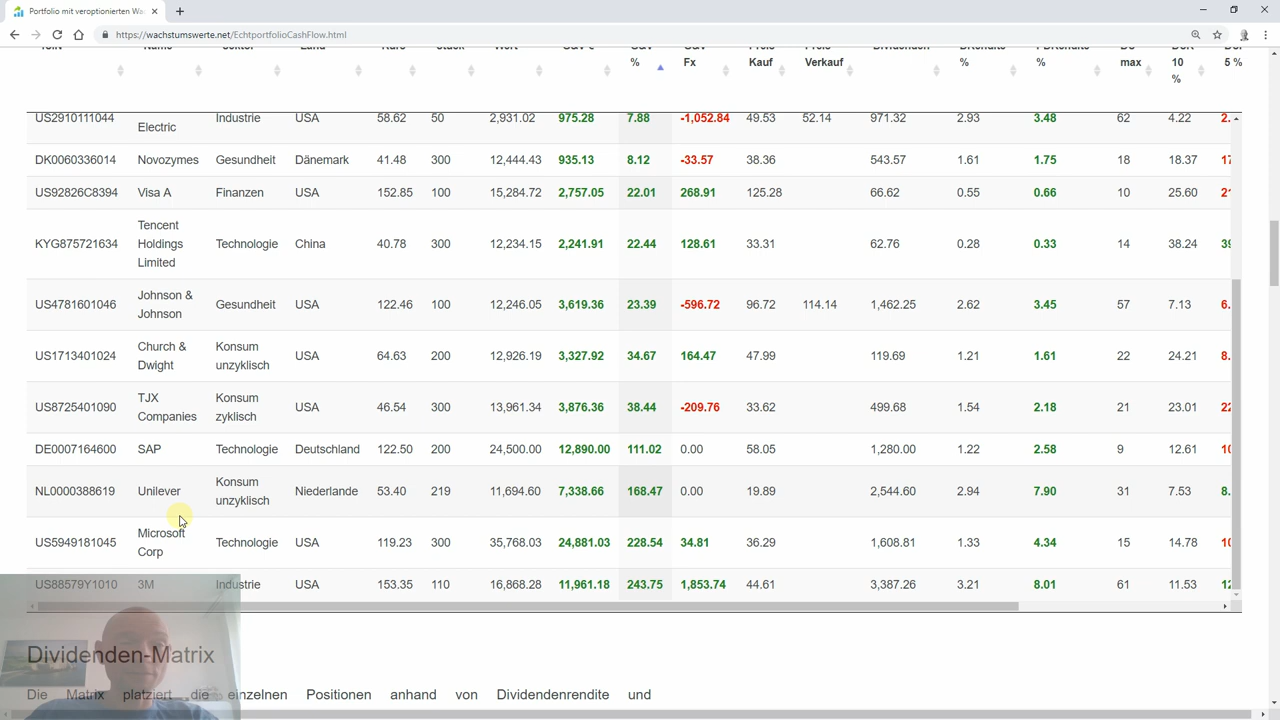 Portfolio mit veroptionierten Wa
https://wachstumswerte.net/EchtportfolioCashFlow.html
% Fx Kauf Verkauf % % max 10 5 %
%
US2910111044 Electric Industrie USA 58.62 50 2,931.02 975.28 7.88 -1,052.84 49.53 52.14 971.32 2.93 3.48 62 4.22 2.
DK0060336014 Novozymes Gesundheit Dänemark 41.48 300 12,444.43 935.13 8.12 -33.57 38.36 543.57 1.61 1.75 18 18.37 17
US92826C8394 Visa A Finanzen USA 152.85 100 15,284.72 2,757.05 22.01 268.91 125.28 66.62 0.55 0.66 10 25.60
KYG875721634 Tencent Holdings Limited Technologie China 40.78 300 12,234.15 2,241.91 22.44 128.61 33.31 62.76 0.28 0.33 14 38.24 39
US4781601046 Johnson & Johnson Gesundheit USA 122.46 100 12,246.05 3,619.36 23.39 -596.72 96.72 114.14 1,462.25 2.62 3.45 57 7.13 6.
US1713401024 Church & Dwight Konsum unzyklisch USA 64.63 200 12,926.19 3,327.92 34.67 164.47 47.99 119.69 1.21 1.61 22 24.21 8.
US8725401090 TJX Companies Konsum zyklisch USA 46.54 300 13,961.34 3,876.36 38.44 -209.76 33.62 499.68 1.54 2.18 21 23.01 22
DE0007164600 SAP Technologie Deutschland 122.50 200 24,500.00 12,890.00 111.02 0.00 58.05 1,280.00 1.22 2.58 9 12.61 10
NL0000388619 Unilever Konsum unzyklisch Niederlande 53.40 219 11,694.60 7,338.66 168.47 0.00 19.89 2,544.60 2.94 7.90 31 7.53 8.
US5949181045 Microsoft Corp Technologie USA 119.23 300 35,768.03 24,881.03 228.54 34.81 36.29 1,608.81 1.33 4.34 15 14.78 10
US88579Y1010 3M Industrie USA 153.35 110 16,868.28 11,961.18 243.75 1,853.74 44.61 3,387.26 3.21 8.01 61 11.53 12
Dividenden-Matrix
Die Matrix platziert die einzelnen Positionen anhand von Dividendenrendite und